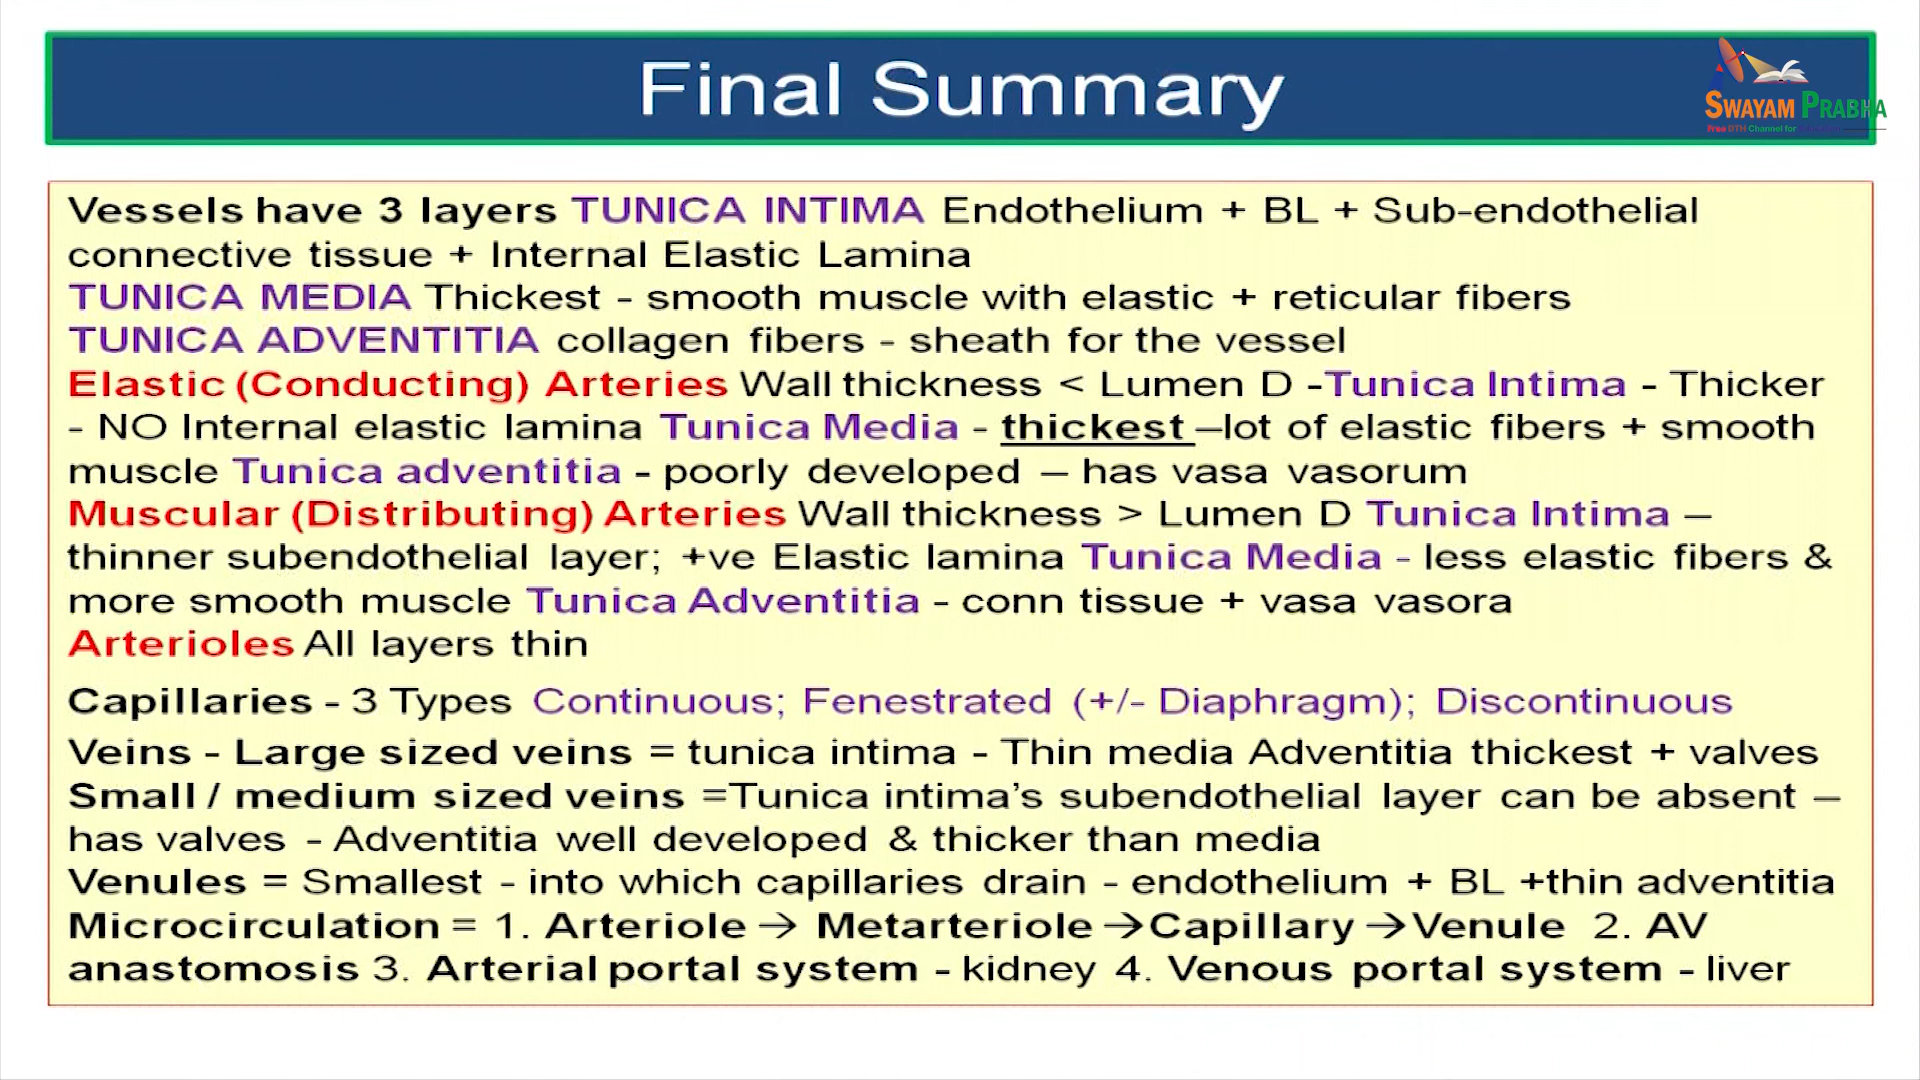 Final Summary
SWAYAM PRABHA
Free DTH Channel for
Vessels have 3 layers TUNICA INTIMA Endothelium + BL + Sub-endothelial
connective tissue + Internal Elastic Lamina
TUNICA MEDIA Thickest - smooth muscle with elastic + reticular fibers
TUNICA ADVENTITIA collagen fibers - sheath for the vessel
Elastic (Conducting) Arteries Wall thickness < Lumen D -Tunica Intima - Thicker
- NO Internal elastic lamina Tunica Media - thickest –lot of elastic fibers + smooth
muscle Tunica adventitia - poorly developed – has vasa vasorum
Muscular (Distributing) Arteries Wall thickness > Lumen D Tunica Intima –
thinner subendothelial layer; +ve Elastic lamina Tunica Media - less elastic fibers &
more smooth muscle Tunica Adventitia - conn tissue + vasa vasora
Arterioles All layers thin
Capillaries - 3 Types Continuous; Fenestrated (+/- Diaphragm); Discontinuous
Veins - Large sized veins = tunica intima - Thin media Adventitia thickest + valves
Small / medium sized veins =Tunica intima’s subendothelial layer can be absent –
has valves - Adventitia well developed & thicker than media
Venules = Smallest - into which capillaries drain - endothelium + BL +thin adventitia
Microcirculation = 1. Arteriole → Metarteriole →Capillary →Venule 2. AV
anastomosis 3. Arterial portal system - kidney 4. Venous portal system - liver